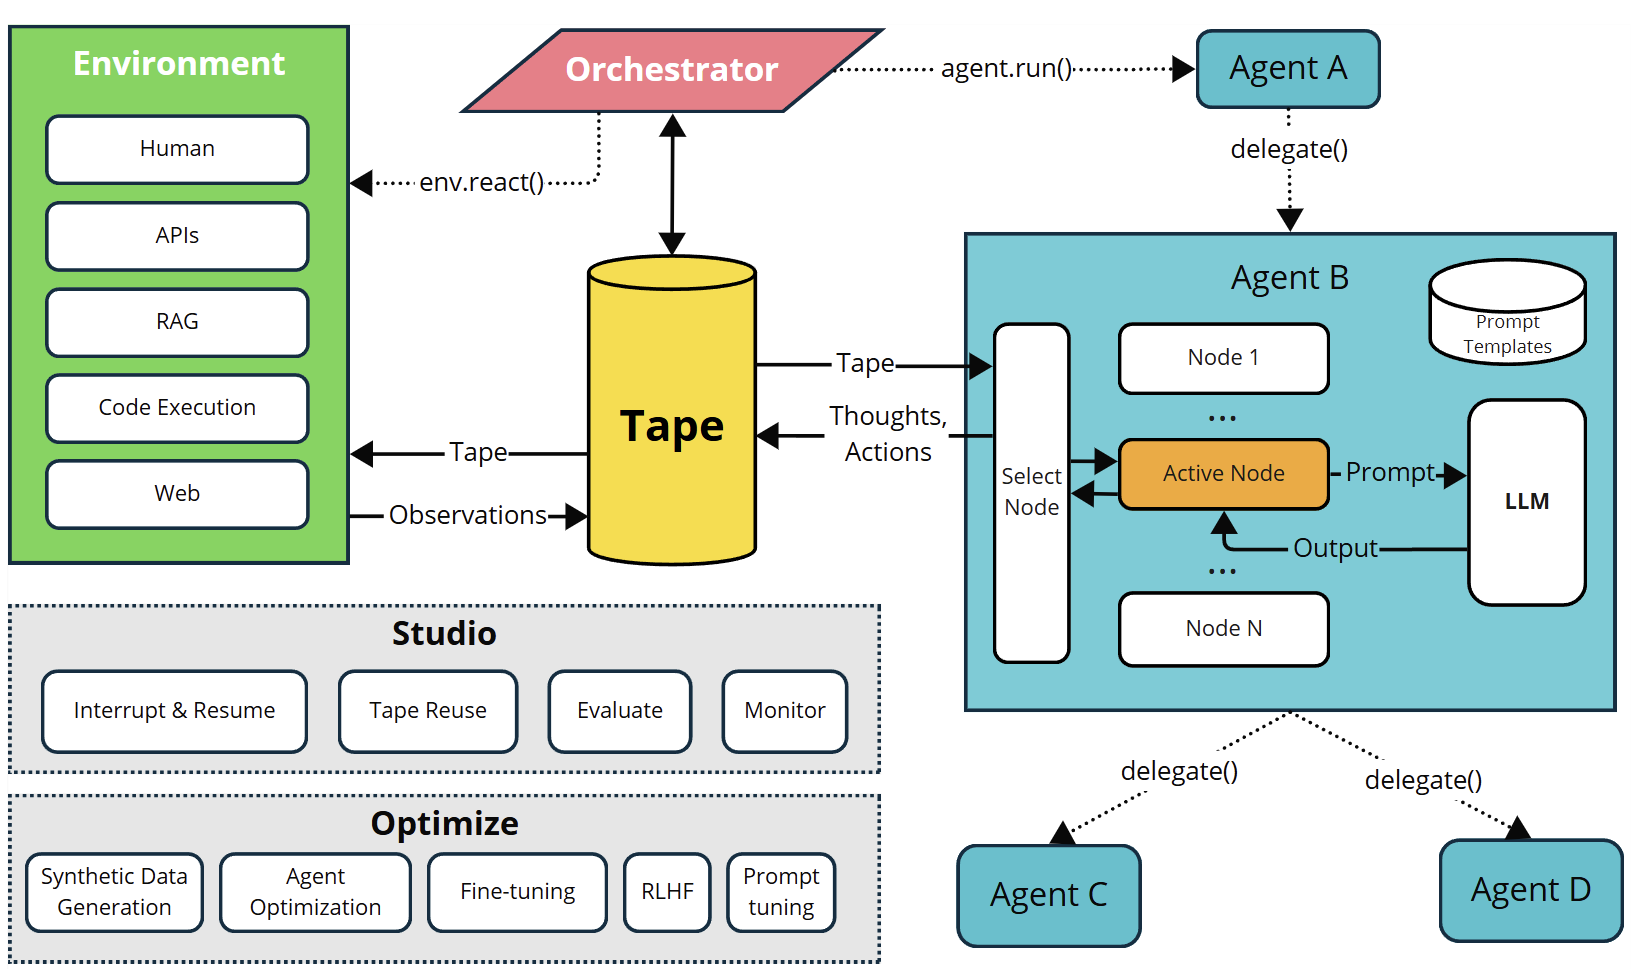 Environment
Human
APIs
RAG
Code Execution
Web
Orchestrator
agent.run()
env.react()
Agent A
delegate()
Tape
Tape
Observations
Tape
Thoughts,
Actions
Agent B
Prompt
Templates
Select
Node
Node 1
...
Active Node
Prompt
LLM
Output
...
Node N
delegate()
delegate()
Agent C
Agent D
Studio
Interrupt & Resume
Tape Reuse
Evaluate
Monitor
Optimize
Synthetic Data
Generation
Agent
Optimization
Fine-tuning
RLHF
Prompt
tuning